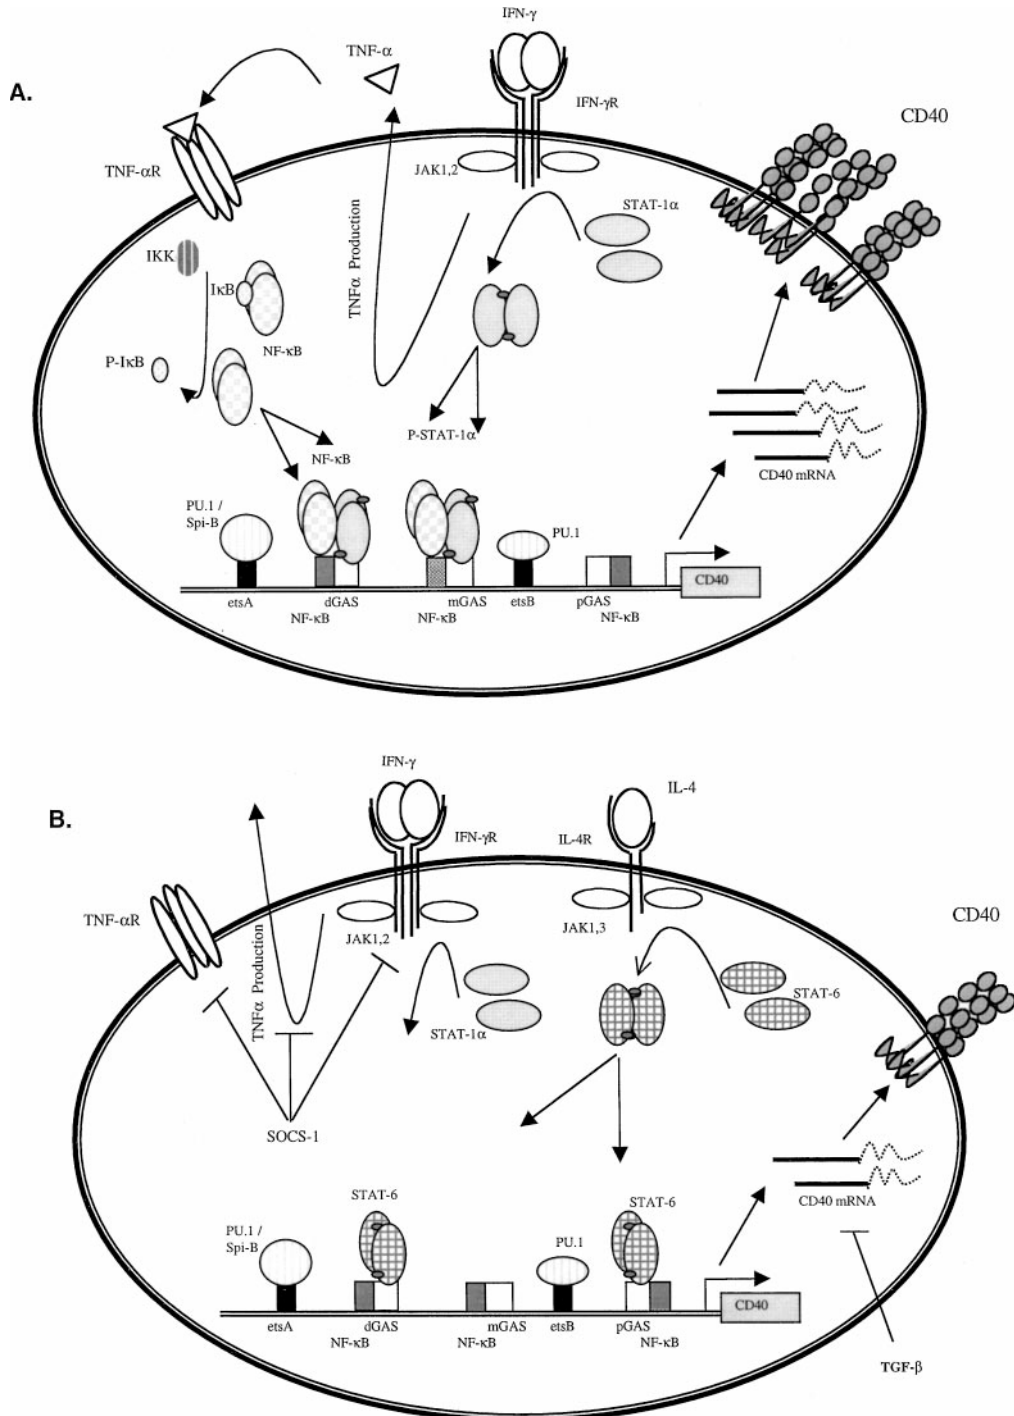 A.
IFN-γ
TNF-α
IFN-γR
CD40
TNF-αR
JAK1,2
STAT-1α
IKK
IκB
TNFα Production
NF-κB
P-IκB
P-STAT-1α
NF-κB
CD40 mRNA
PU.1 /
Spi-B
PU.1
CD40
etsA
dGAS
mGAS
etsB
pGAS
NF-κB
NF-κB
NF-κB
B.
IFN-γ
IL-4
IFN-γR
IL-4R
TNF-αR
CD40
JAK1,2
JAK1,3
TNFα Production
STAT-6
STAT-1α
SOCS-1
STAT-6
STAT-6
CD40 mRNA
PU.1 /
Spi-B
PU.1
CD40
etsA
dGAS
mGAS
etsB
pGAS
NF-κB
NF-κB
NF-κB
TGF-β